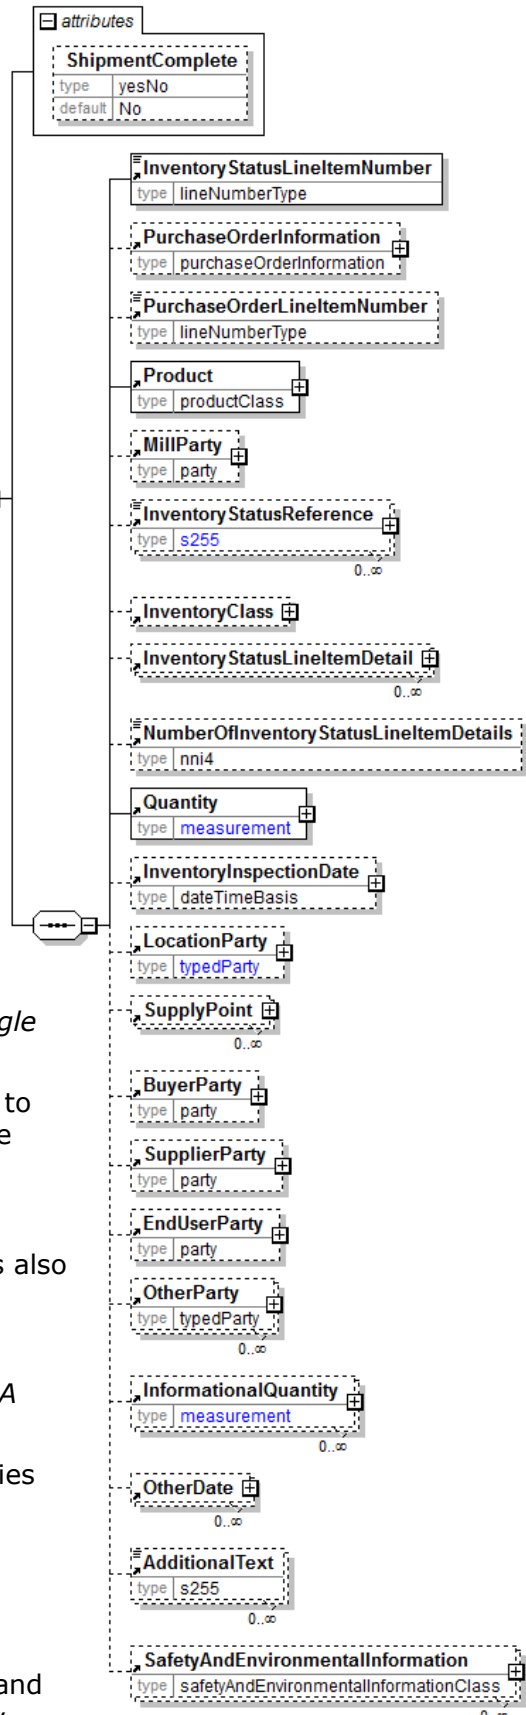 attributes
ShipmentComplete
type yesNo
default No
InventoryStatusLineItemNumber
type lineNumberType
PurchaseOrderInformation
type purchaseOrderInformation
PurchaseOrderLineItemNumber
type lineNumberType
Product
type productClass
MillParty
type party
InventoryStatusReference
type s255
0..∞
InventoryClass
InventoryStatusLineItemDetail
0..∞
NumberOfInventoryStatusLineItemDetails
type nni4
Quantity
type measurement
InventoryInspectionDate
type dateTimeBasis
LocationParty
type typedParty
SupplyPoint
gle
0..∞
BuyerParty
to
type party
e
SupplierParty
type party
EndUserParty
type party
s also
OtherParty
type typedParty
0..∞
InformationalQuantity
A
type measurement
0..∞
ies
OtherDate
0..∞
AdditionalText
type s255
0..∞
SafetyAndEnvironmentalInformation
and
type safetyAndEnvironmentalInformationClass